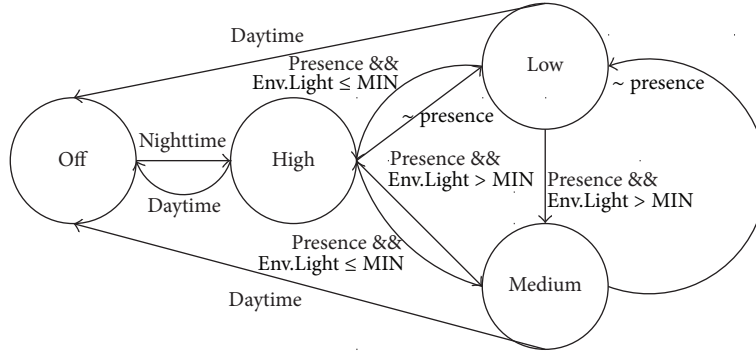 Daytime
Presence &&
Env.Light ≤ MIN
Low
~ presence
~ presence
Nighttime
Off
High
Presence &&
Env.Light > MIN
Presence &&
Env.Light > MIN
Daytime
Presence &&
Env.Light ≤ MIN
Medium
Daytime